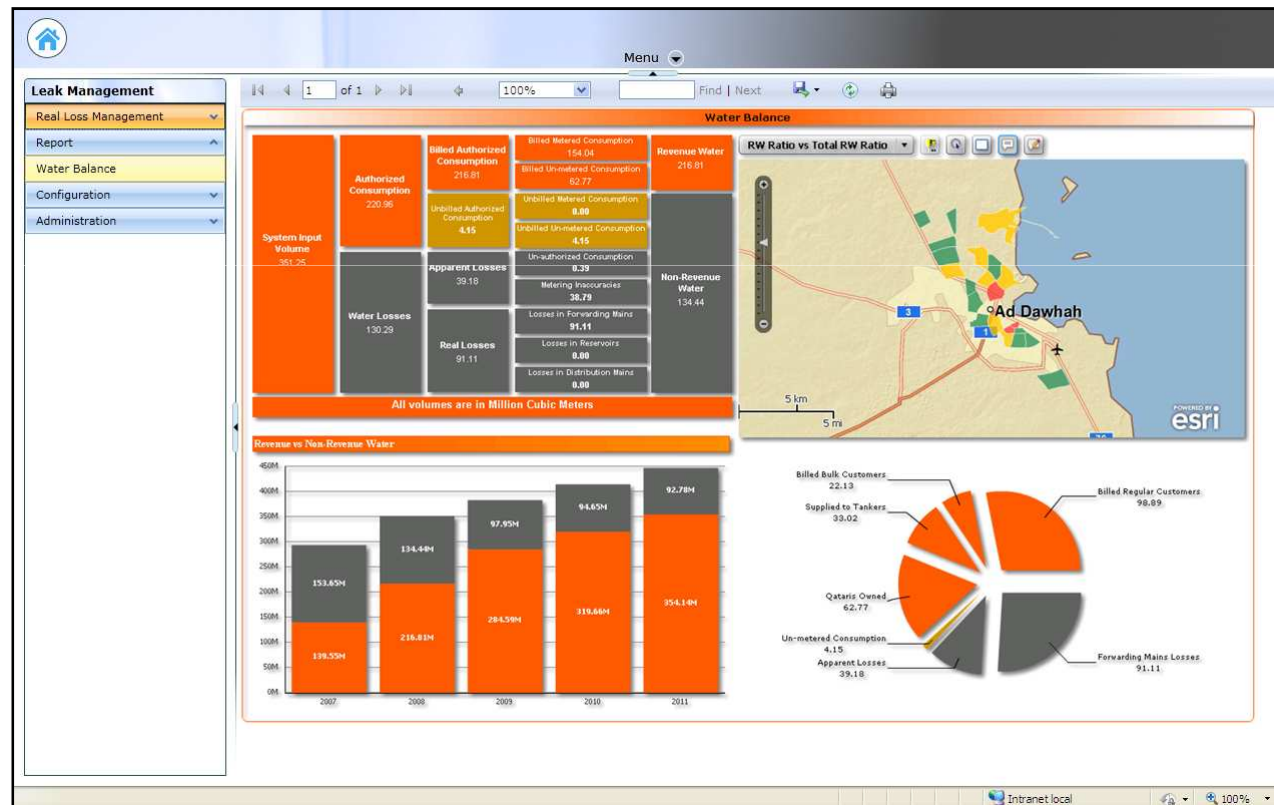 Menu
Leak Management
Real Loss Management
Report
Water Balance
Configuration
Administration
1 of 1
100%
Find | Next
Water Balance
System Input
Volume
351.25
Authorized
Consumption
220.96
Water Losses
130.29
Billed Authorized
Consumption
216.81
Unbilled Authorized
Consumption
4.15
Apparent Losses
39.18
Real Losses
91.11
Billed Metered Consumption
154.04
Billed Un-metered Consumption
62.77
Unbilled Metered Consumption
0.00
Unbilled Un-metered Consumption
4.15
Un-authorized Consumption
0.39
Metering Inaccuracies
38.79
Losses in Forwarding Mains
91.11
Losses in Reservoirs
0.00
Losses in Distribution Mains
0.00
Revenue Water
216.81
Non-Revenue
Water
134.44
All volumes are in Million Cubic Meters
RW Ratio vs Total RW Ratio
3
1
Ad Dawhah
5 km
5 mi
POWERED BY
esri
Revenue vs Non-Revenue Water
450M
400M
350M
300M
250M
200M
150M
100M
50M
0M
153.65M
139.55M
134.44M
216.81M
97.95M
284.59M
94.65M
319.66M
92.78M
354.14M
2007
2008
2009
2010
2011
Billed Bulk Customers
22.13
Supplied to Tankers
33.02
Billed Regular Customers
98.89
Qataris Owned
62.77
Un-metered Consumption
4.15
Apparent Losses
39.18
Forwarding Mains Losses
91.11
Intranet local
100%